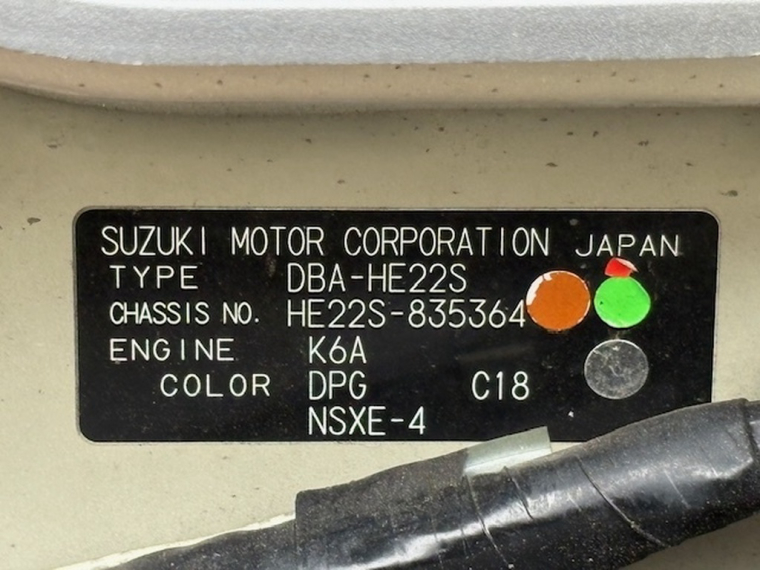 SUZUKI MOTOR CORPORATION JAPAN
TYPE DBA-HE22S
CHASSIS NO. HE22S-835364
ENGINE K6A
COLOR DPG C18
NSXE-4